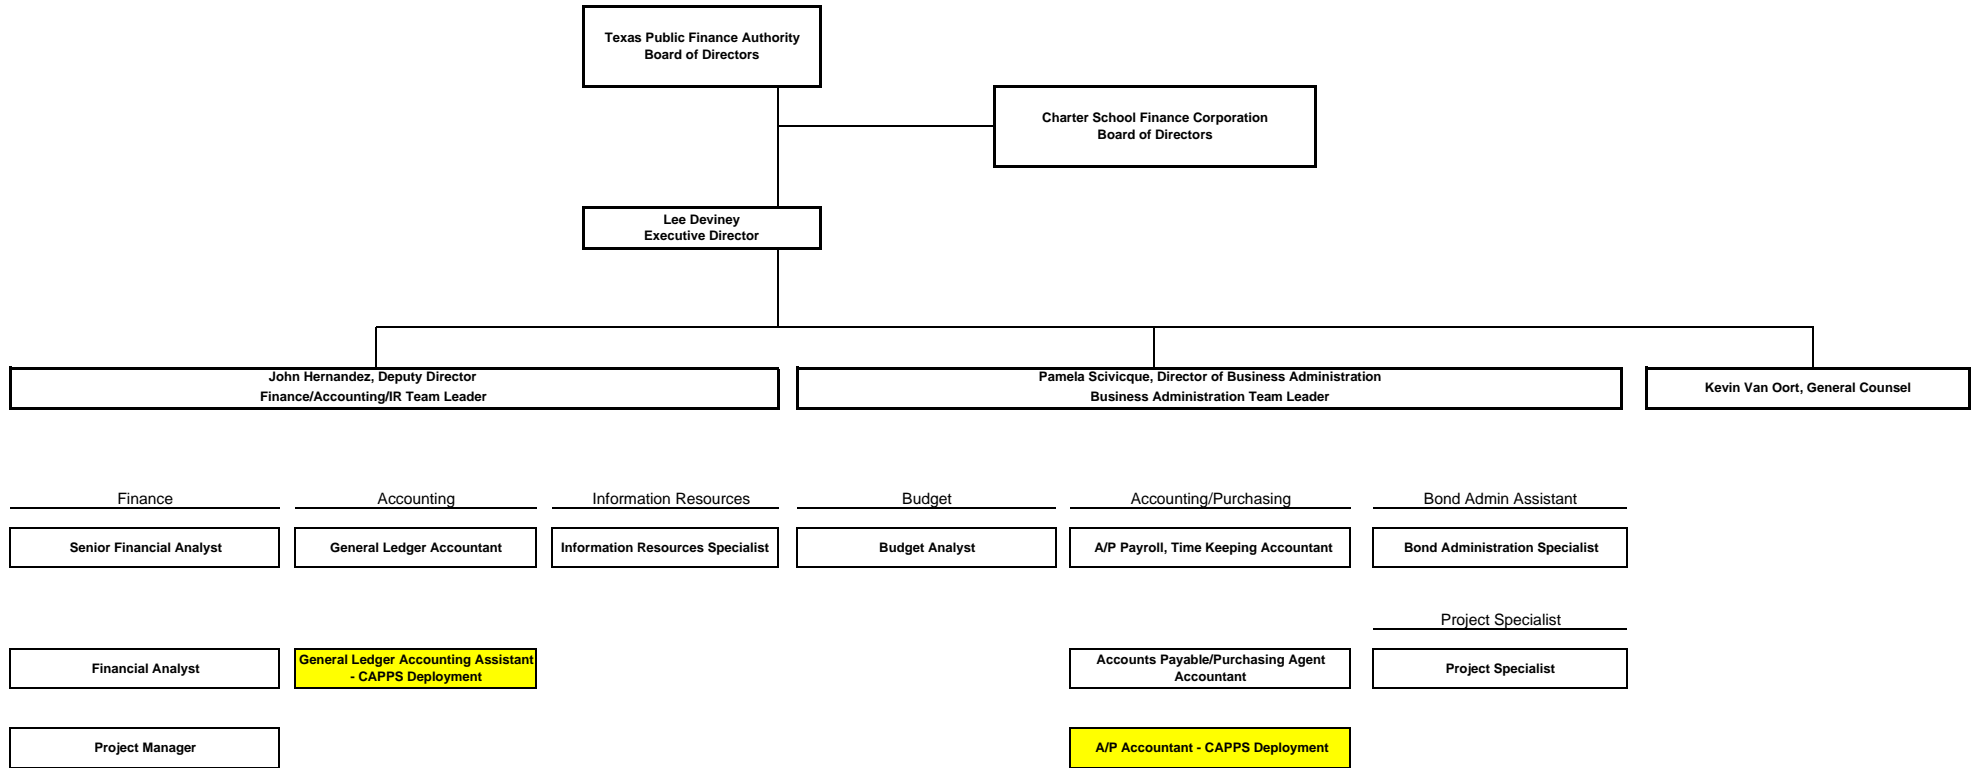 Texas Public Finance Authority
Board of Directors
Charter School Finance Corporation
Board of Directors
Lee Deviney
Executive Director
John Hernandez, Deputy Director
Finance/Accounting/IR Team Leader
Pamela Scivicque, Director of Business Administration
Business Administration Team Leader
Kevin Van Oort, General Counsel
Finance
Accounting
Information Resources
Budget
Accounting/Purchasing
Bond Admin Assistant
Senior Financial Analyst
General Ledger Accountant
Information Resources Specialist
Budget Analyst
A/P Payroll, Time Keeping Accountant
Bond Administration Specialist
Project Specialist
Financial Analyst
General Ledger Accounting Assistant
- CAPPS Deployment
Accounts Payable/Purchasing Agent
Accountant
Project Specialist
Project Manager
A/P Accountant - CAPPS Deployment